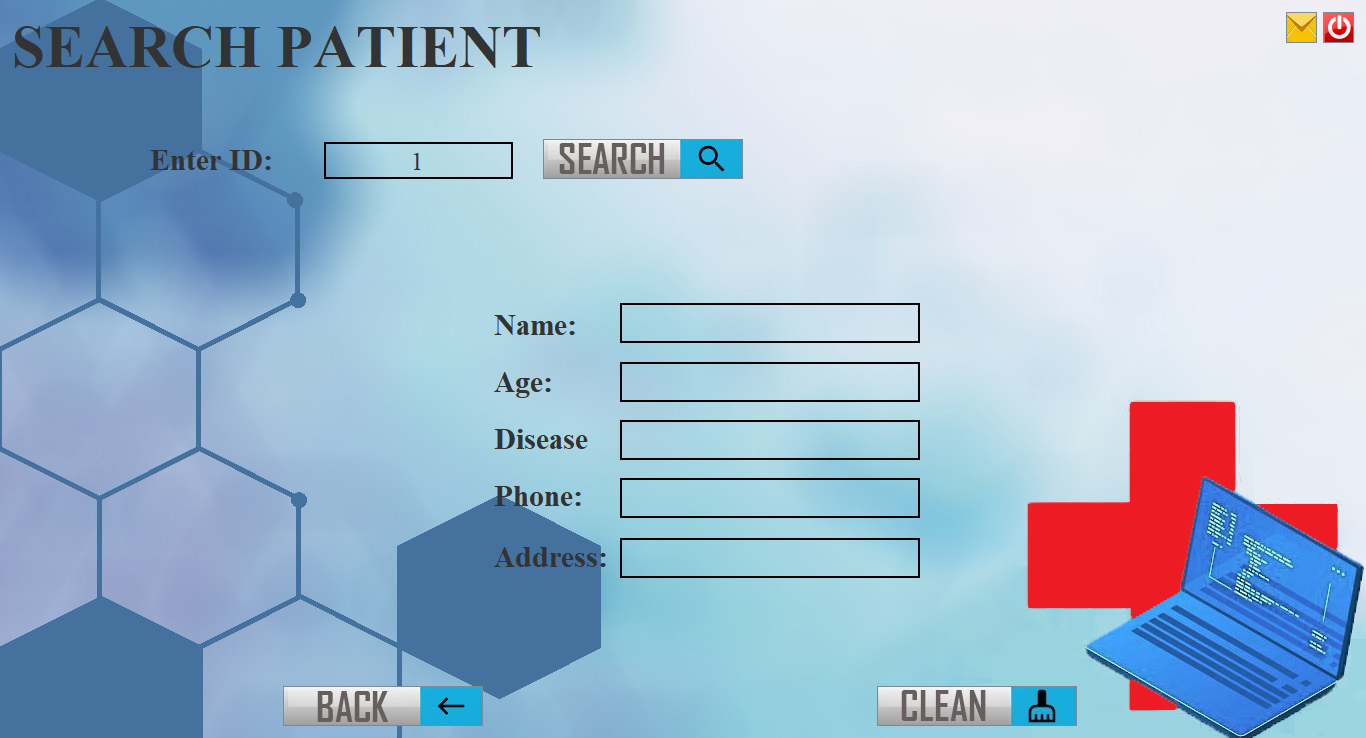 SEARCH PATIENT
Enter ID: 1 SEARCH
Name:
Age:
Disease
Phone:
Address:
BACK CLEAN